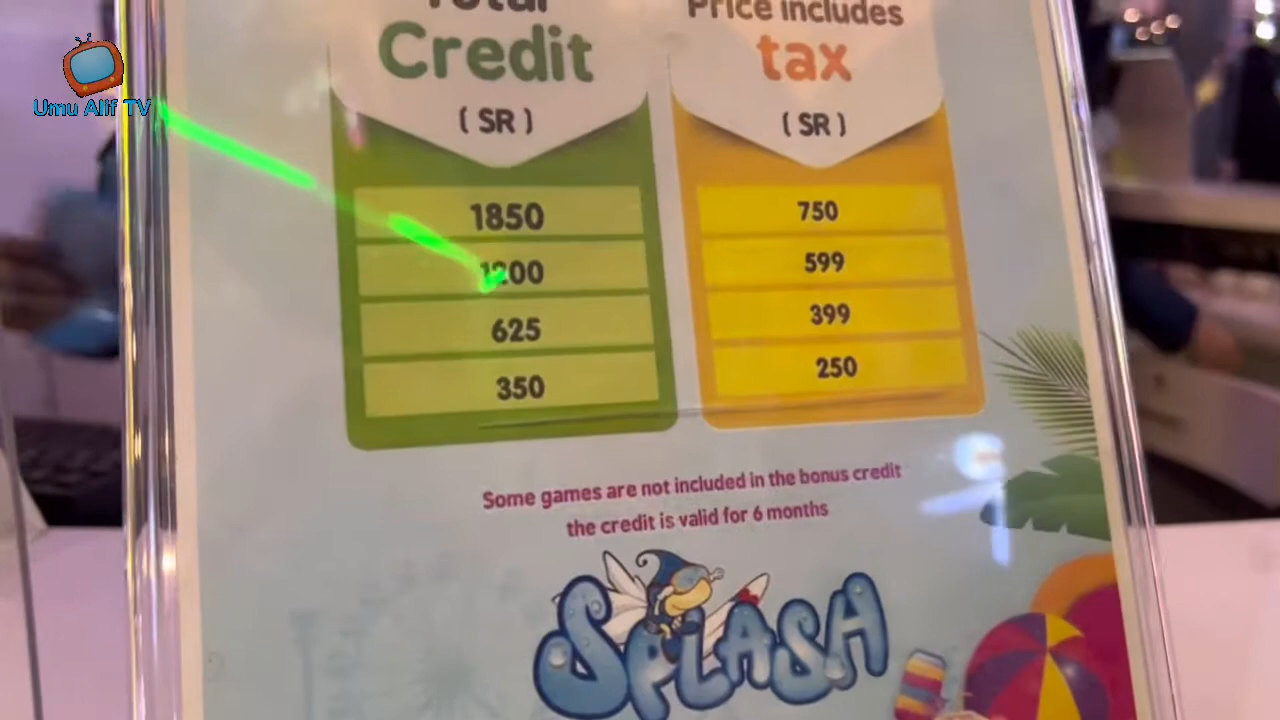 Umu Alif TV
Total
Credit
( SR )
1850
1200
625
350
Price includes
tax
( SR )
750
599
399
250
Some games are not included in the bonus credit
the credit is valid for 6 months
SPLASH